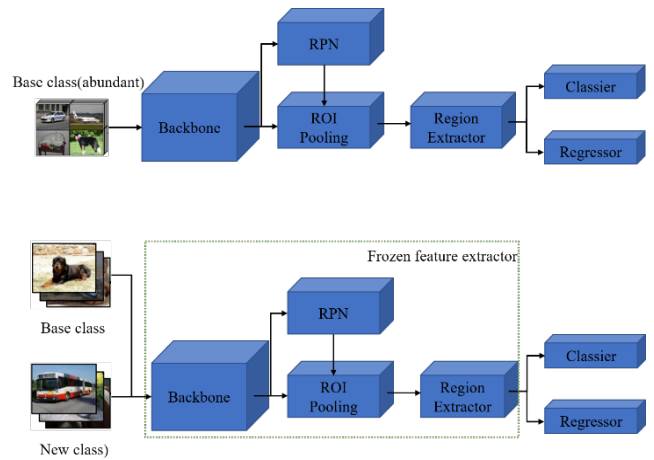 RPN
Base class(abundant)
Backbone
ROI
Pooling
Region
Extractor
Classier
Regressor
Frozen feature extractor
Base class
RPN
New class)
Backbone
ROI
Pooling
Region
Extractor
Classier
Regressor